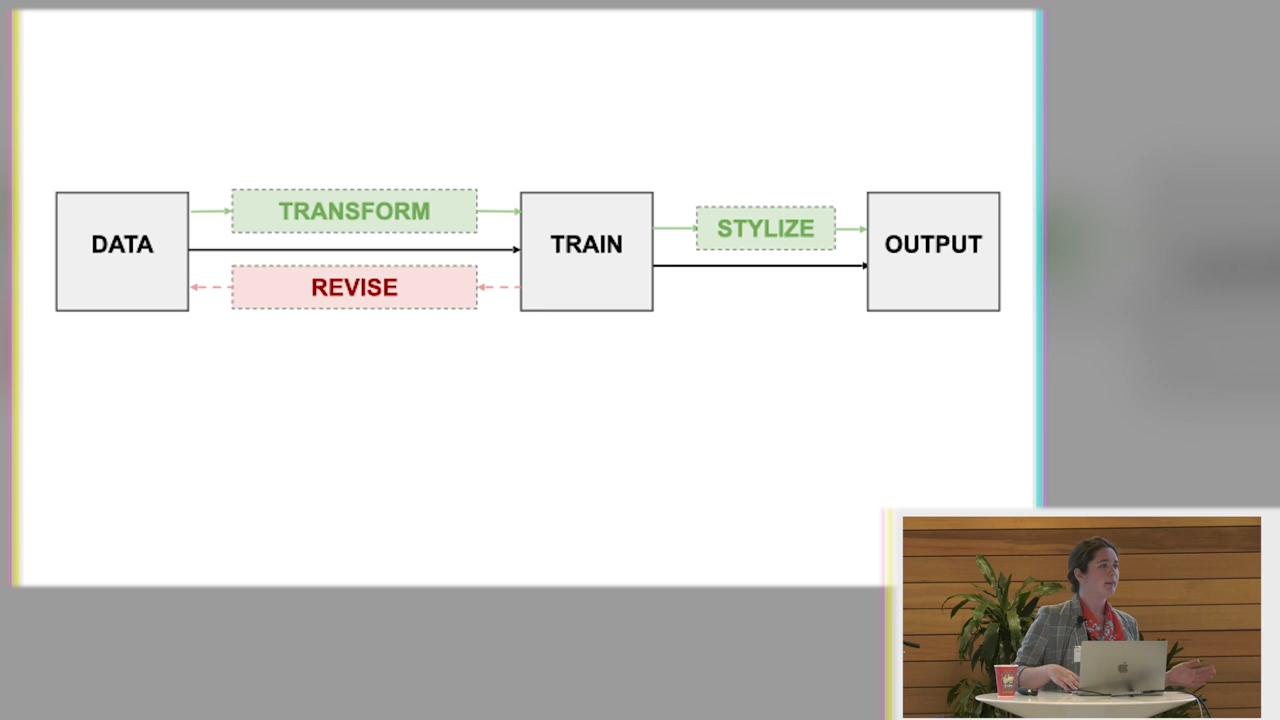 TRANSFORM
DATA
REVISE
TRAIN
STYLIZE
OUTPUT